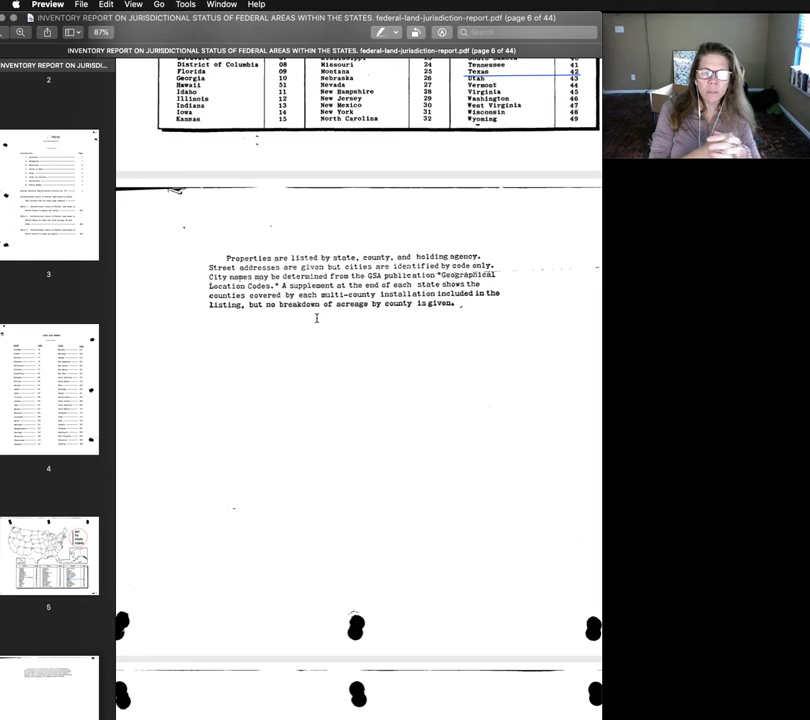 Preview File Edit View Go Tools Window Help
INVENTORY REPORT ON JURISDICTIONAL STATUS OF FEDERAL AREAS WITHIN THE STATES. federal-land-jurisdiction-report.pdf (page 6 of 44)
87%
Search
INVENTORY REPORT ON JURISDICTIONAL STATUS OF FEDERAL AREAS WITHIN THE STATES. federal-land-jurisdiction-report.pdf (page 6 of 44)
INVENTORY REPORT ON JURISDI...
2
3
4
5
District of Columbia 08 Missouri 24 Tennessee 41
Florida 09 Montana 25 Texas 42
Georgia 10 Nebraska 26 Utah 43
Hawaii 51 Nevada 27 Vermont 44
Idaho 11 New Hampshire 28 Virginia 45
Illinois 12 New Jersey 29 Washington 46
Indiana 13 New Mexico 30 West Virginia 47
Iowa 14 New York 31 Wisconsin 48
Kansas 15 North Carolina 32 Wyoming 49
Properties are listed by state, county, and holding agency.
Street addresses are given but cities are identified by code only.
City names may be determined from the GSA publication "Geographical
Location Codes." A supplement at the end of each state shows the
counties covered by each multi-county installation included in the
listing, but no breakdown of acreage by county is given.